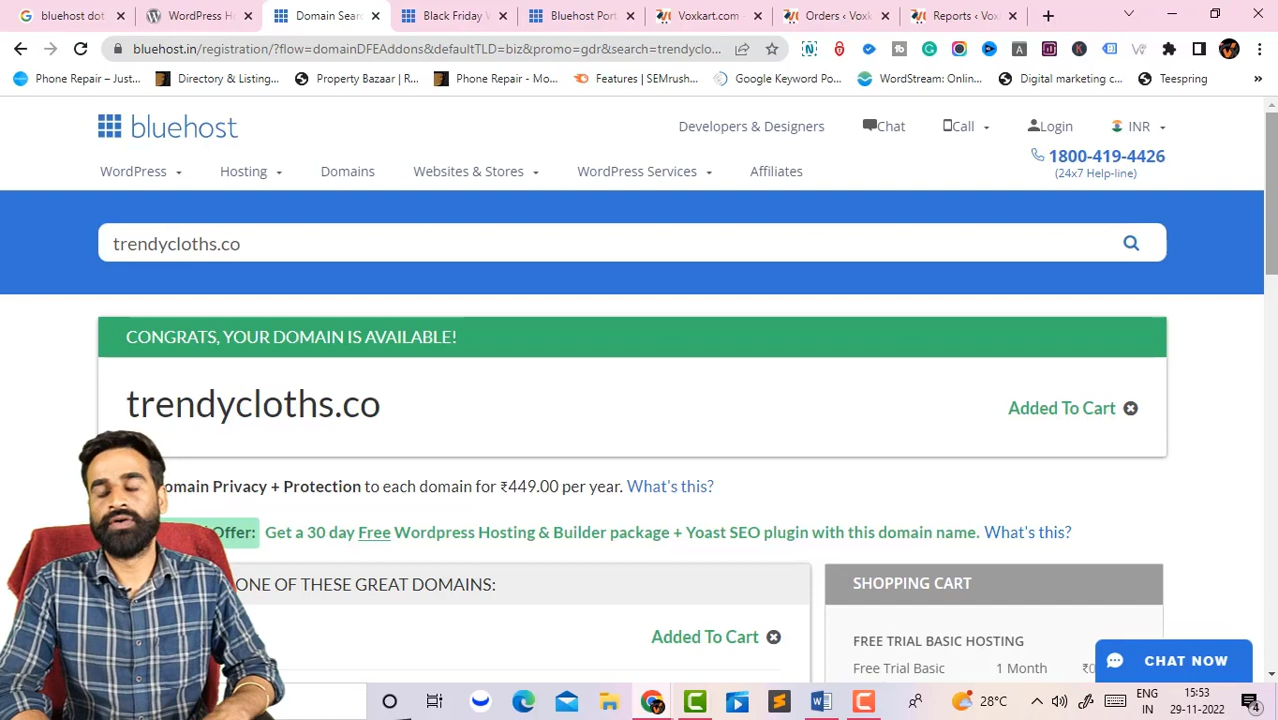 bluehost dot
WordPress H
Domain Sear
Black Friday W
Bluehost Port
Voxkart.com -
Orders ‹ Voxk
Reports ‹ Vox
bluehost.in/registration/?flow=domainDFEAddons&defaultTLD=biz&promo=gdr&search=trendyclo...
Phone Repair – Just...
Directory & Listing...
Property Bazaar | R...
Phone Repair - Mo...
Features | SEMrush...
Google Keyword Po...
WordStream: Onlin...
Digital marketing c...
Teespring
bluehost
Developers & Designers
Chat
Call
Login
INR
1800-419-4426
(24x7 Help-line)
WordPress
Hosting
Domains
Websites & Stores
WordPress Services
Affiliates
trendycloths.co
CONGRATS, YOUR DOMAIN IS AVAILABLE!
trendycloths.co
Added To Cart
omain Privacy + Protection to each domain for ₹449.00 per year. What's this?
Offer: Get a 30 day Free Wordpress Hosting & Builder package + Yoast SEO plugin with this domain name. What's this?
ONE OF THESE GREAT DOMAINS:
SHOPPING CART
Added To Cart
FREE TRIAL BASIC HOSTING
Free Trial Basic
1 Month
₹0
CHAT NOW
28°C
ENG
IN
15:53
29-11-2022
4